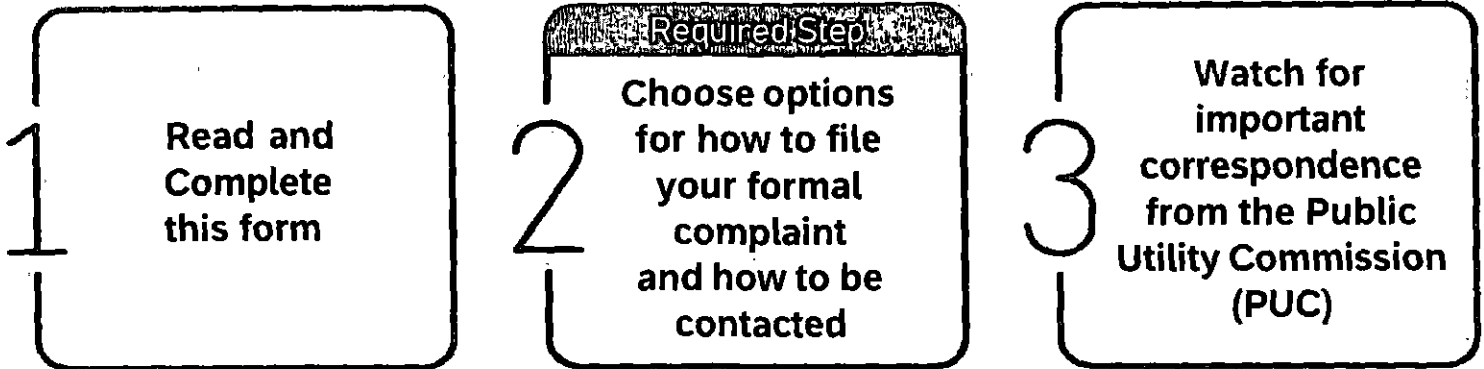 1
Read and
Complete
this form
Required Step
2
Choose options
for how to file
your formal
complaint
and how to be
contacted
3
Watch for
important
correspondence
from the Public
Utility Commission
(PUC)